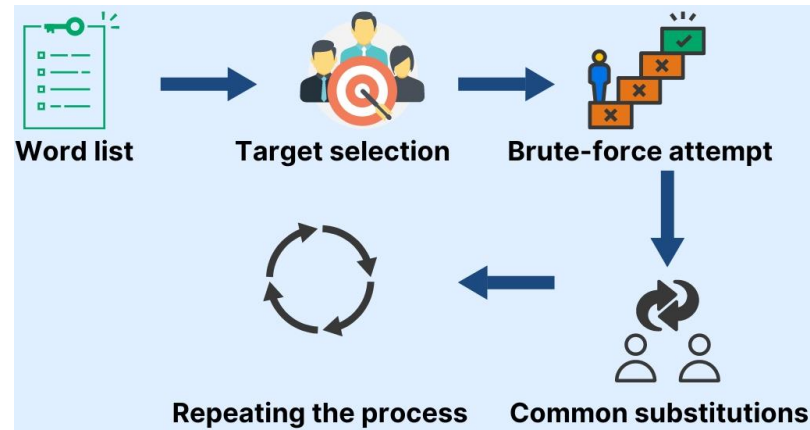 Word list
Target selection
Brute-force attempt
Common substitutions
Repeating the process